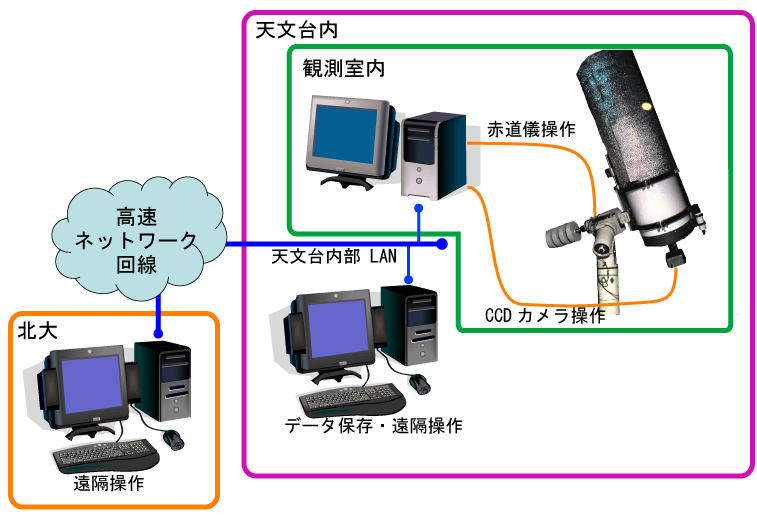 天文台内
観測室内
赤道儀操作
高速
ネットワーク
回線
天文台内部 LAN
CCD カメラ操作
北大
データ保存・遠隔操作
遠隔操作